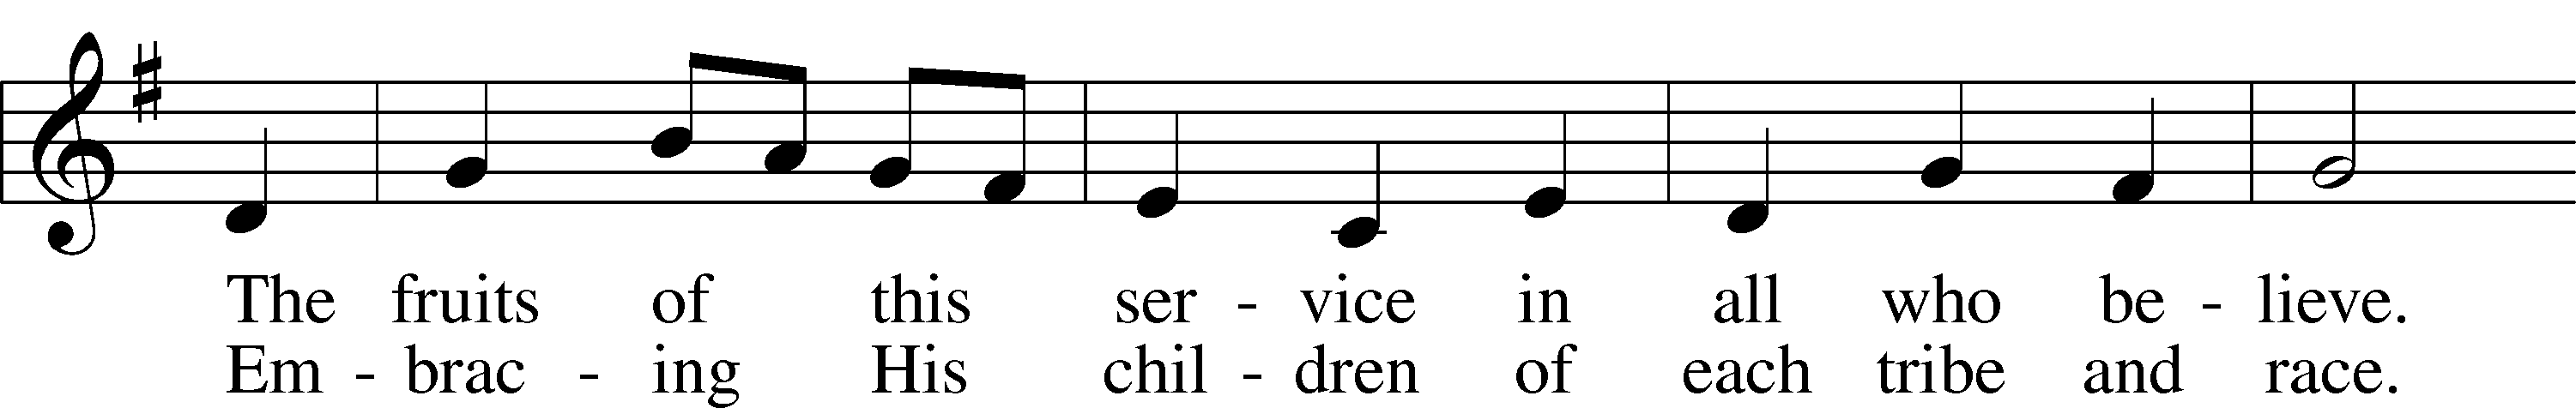 The fruits of this ser - vice in all who be - lieve.
Em - brac - ing His chil - dren of each tribe and race.